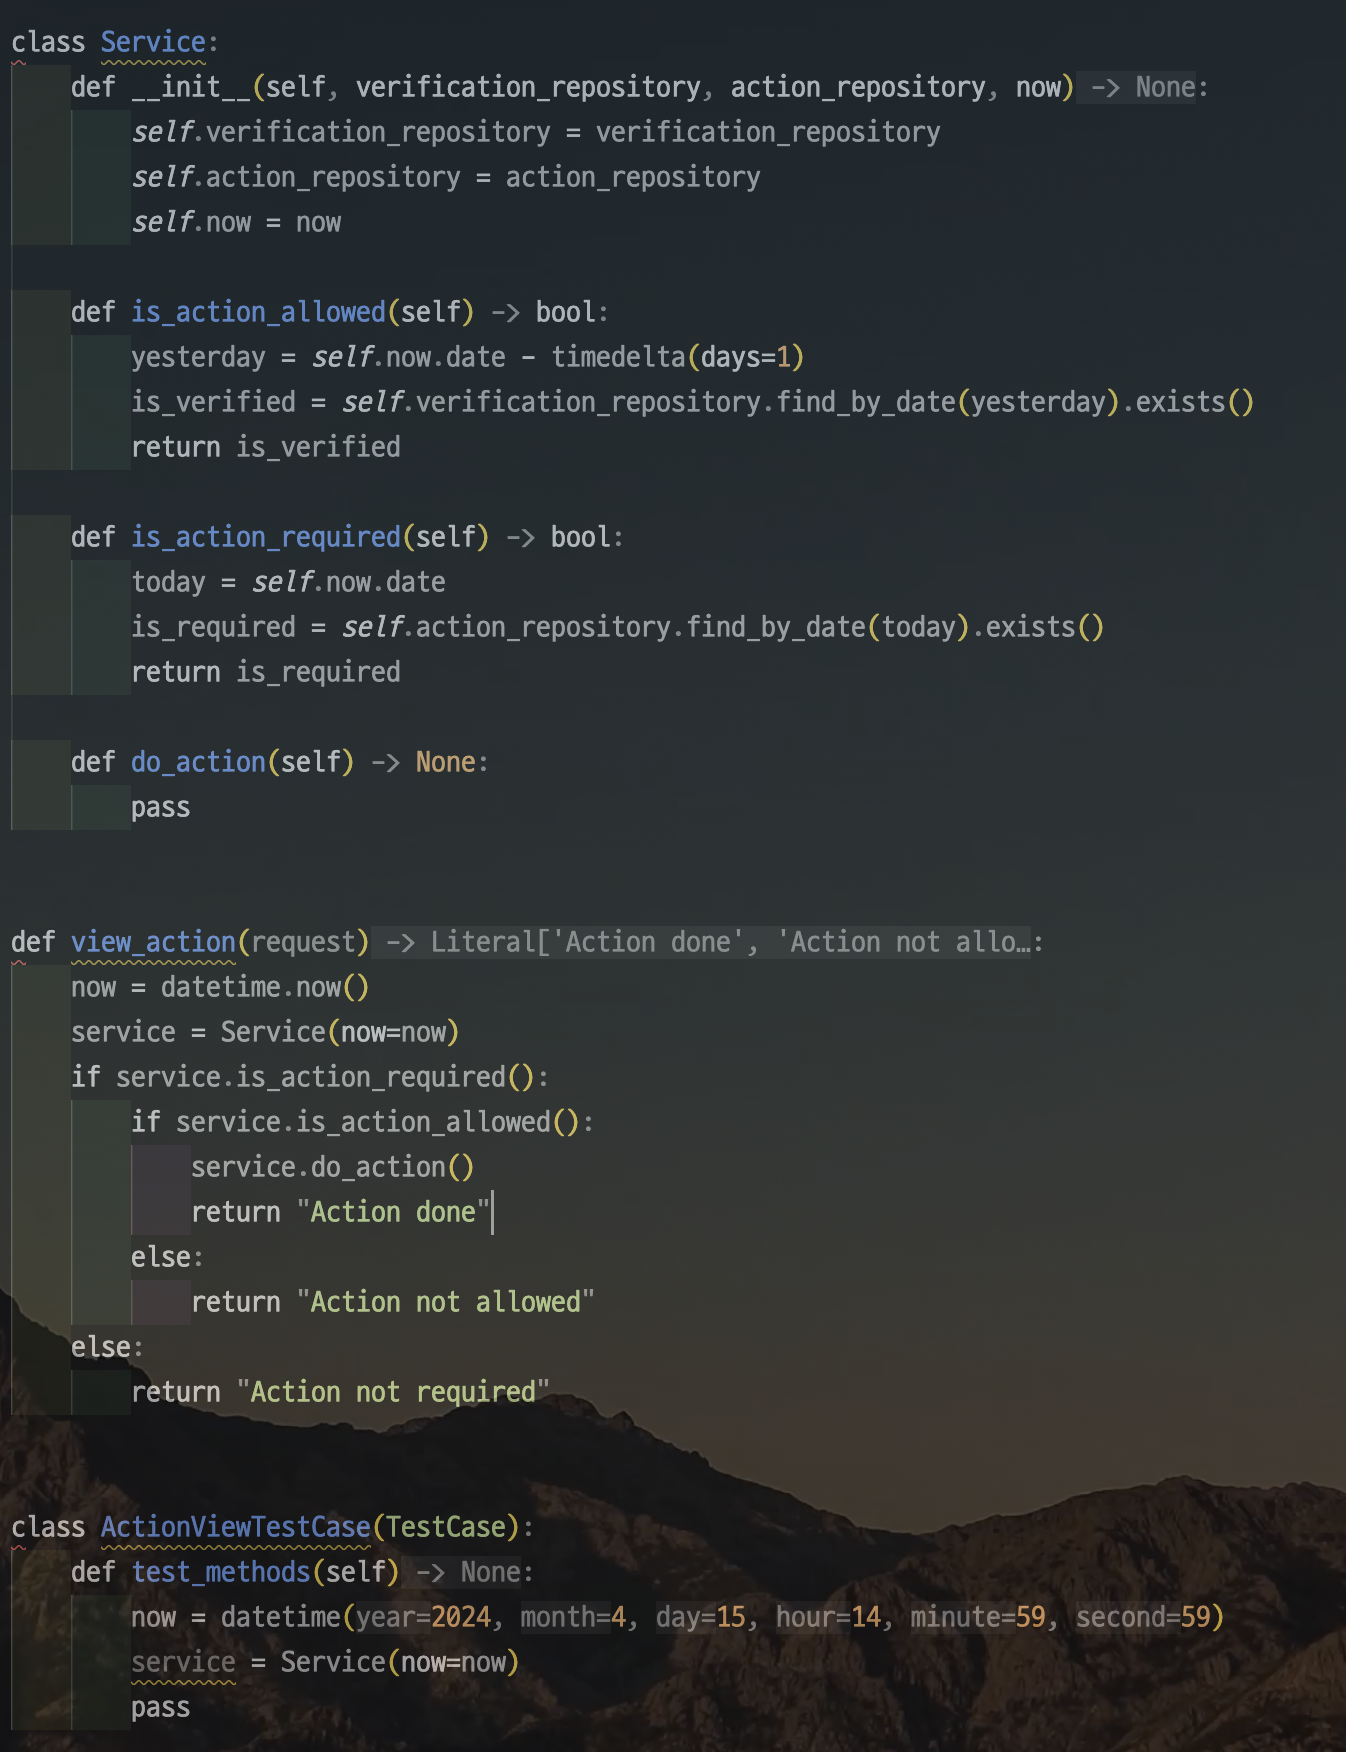 class Service:
def __init__(self, verification_repository, action_repository, now) -> None:
self.verification_repository = verification_repository
self.action_repository = action_repository
self.now = now
def is_action_allowed(self) -> bool:
yesterday = self.now.date - timedelta(days=1)
is_verified = self.verification_repository.find_by_date(yesterday).exists()
return is_verified
def is_action_required(self) -> bool:
today = self.now.date
is_required = self.action_repository.find_by_date(today).exists()
return is_required
def do_action(self) -> None:
pass
def view_action(request) -> Literal['Action done', 'Action not allo…:
now = datetime.now()
service = Service(now=now)
if service.is_action_required():
if service.is_action_allowed():
service.do_action()
return "Action done"
else:
return "Action not allowed"
else:
return "Action not required"
class ActionViewTestCase(TestCase):
def test_methods(self) -> None:
now = datetime(year=2024, month=4, day=15, hour=14, minute=59, second=59)
service = Service(now=now)
pass